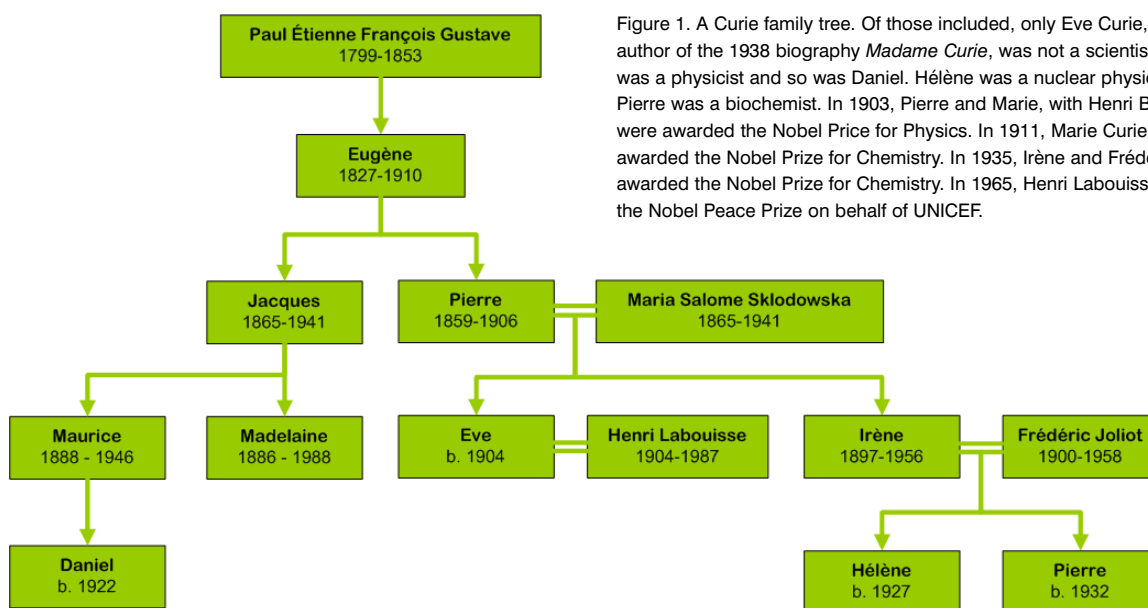 Paul Étienne François Gustave
1799-1853
Figure 1. A Curie family tree. Of those included, only Eve Curie,
author of the 1938 biography Madame Curie, was not a
was a physicist and so was Daniel. Hélène was a nuclear
Pierre was a biochemist. In 1903, Pierre and Marie, with Henri
were awarded the Nobel Price for Physics. In 1911, Marie Curie
awarded the Nobel Prize for Chemistry. In 1935, Irène and
awarded the Nobel Prize for Chemistry. In 1965, Henri
the Nobel Peace Prize on behalf of UNICEF.
Eugène
1827-1910
Jacques
1865-1941
Pierre
1859-1906
Maria Salome Sklodowska
1865-1941
Maurice
1888 - 1946
Madelaine
1886 - 1988
Eve
b. 1904
Henri Labouisse
1904-1987
Irène
1897-1956
Frédéric Joliot
1900-1958
Daniel
b. 1922
Hélène
b. 1927
Pierre
b. 1932